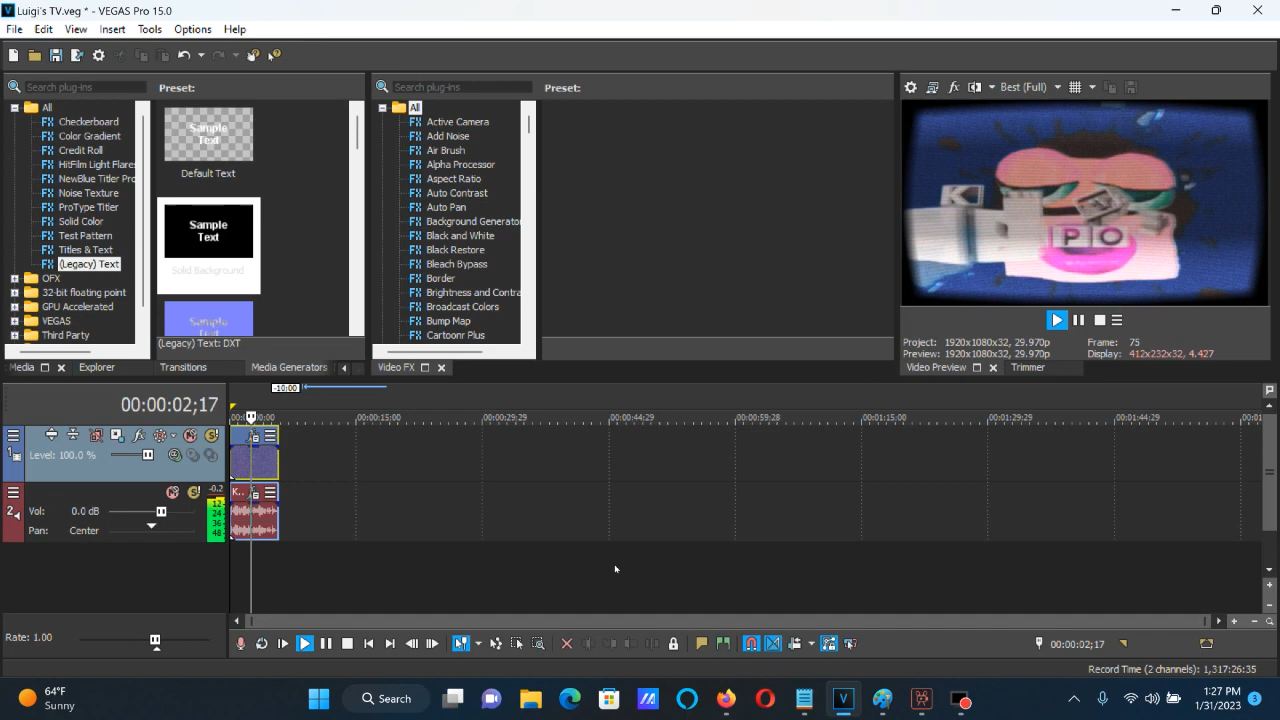 Luigi's TV.veg * - VEGAS Pro 15.0
File Edit View Insert Tools Options Help
Search plug-ins
Preset:
All
Checkerboard
Color Gradient
Credit Roll
HitFilm Light Flares
NewBlue Titler Pro
Noise Texture
ProType Titler
Solid Color
Test Pattern
Titles & Text
(Legacy) Text
OFX
32-bit floating point
GPU Accelerated
VEGAS
Third Party
Sample
Text
Default Text
Sample
Text
Solid Background
Sample
Text
(Legacy) Text: DXT
Media Explorer Transitions Media Generators
Search plug-ins
Preset:
All
Active Camera
Add Noise
Air Brush
Alpha Processor
Aspect Ratio
Auto Contrast
Auto Pan
Background Generator
Black and White
Black Restore
Bleach Bypass
Border
Brightness and Contra
Broadcast Colors
Bump Map
Cartoonr Plus
Video FX
Best (Full)
K
P O
Project: 1920x1080x32, 29.970p
Preview: 1920x1080x32, 29.970p
Frame: 75
Display: 412x232x32, 4.427
Video Preview Trimmer
-10:00
00:00:02;17
00:00:15;00 00:00:29;29 00:00:44;29 00:00:59;28 00:01:15;00 00:01:29;29 00:01:44;29
1
Level: 100.0 %
2
-0.2
12
24
36
48
Vol: 0.0 dB
Pan: Center
K..
Rate: 1.00
00:00:02;17
Record Time (2 channels): 1,317:26:35
64°F
Sunny
Search
V
1:27 PM
1/31/2023
3